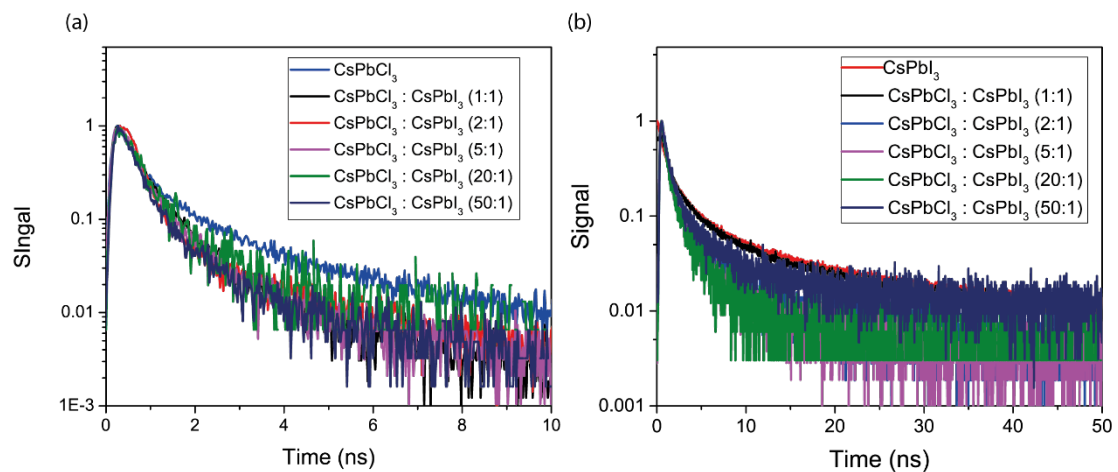 (a)
SIngal
1
0.1
0.01
1E-3
0
2
4
6
8
10
Time (ns)
CsPbCl₃
CsPbCl₃ : CsPbI₃ (1:1)
CsPbCl₃ : CsPbI₃ (2:1)
CsPbCl₃ : CsPbI₃ (5:1)
CsPbCl₃ : CsPbI₃ (20:1)
CsPbCl₃ : CsPbI₃ (50:1)
(b)
Signal
1
0.1
0.01
0.001
0
10
20
30
40
50
Time (ns)
CsPbI₃
CsPbCl₃ : CsPbI₃ (1:1)
CsPbCl₃ : CsPbI₃ (2:1)
CsPbCl₃ : CsPbI₃ (5:1)
CsPbCl₃ : CsPbI₃ (20:1)
CsPbCl₃ : CsPbI₃ (50:1)